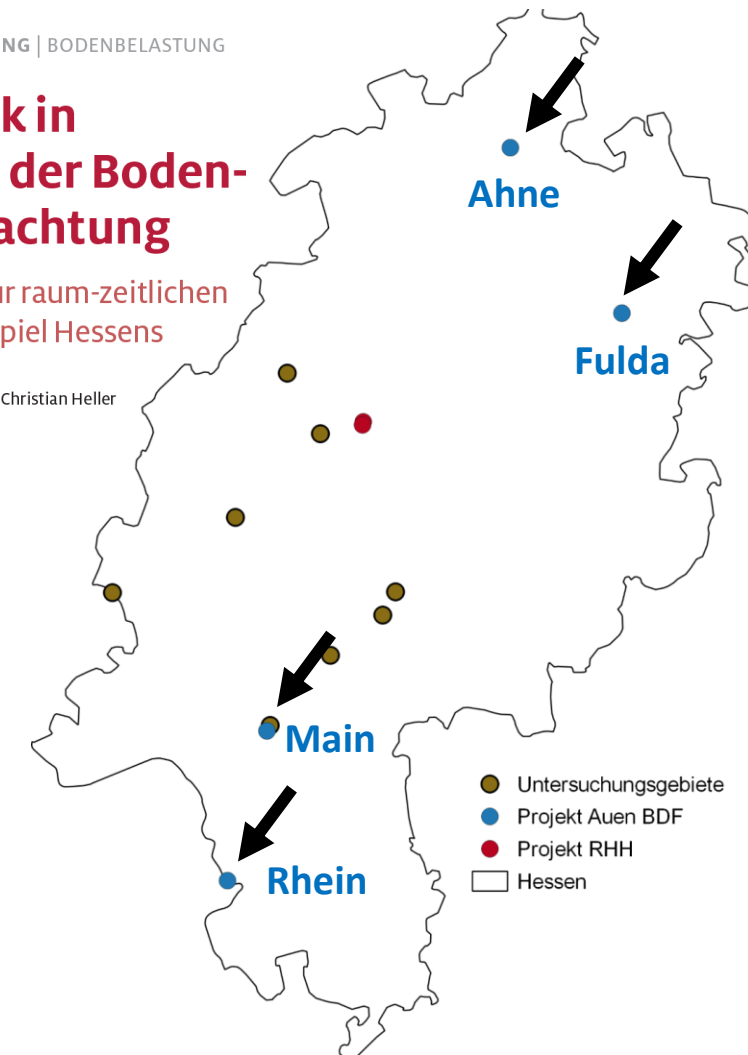 NG | BODENBELASTUNG
k in
der Boden-
achtung
ur raum-zeitlichen
piel Hessens
Christian Heller
Ahne
Fulda
Main
Rhein
Untersuchungsgebiete
Projekt Auen BDF
Projekt RHH
Hessen